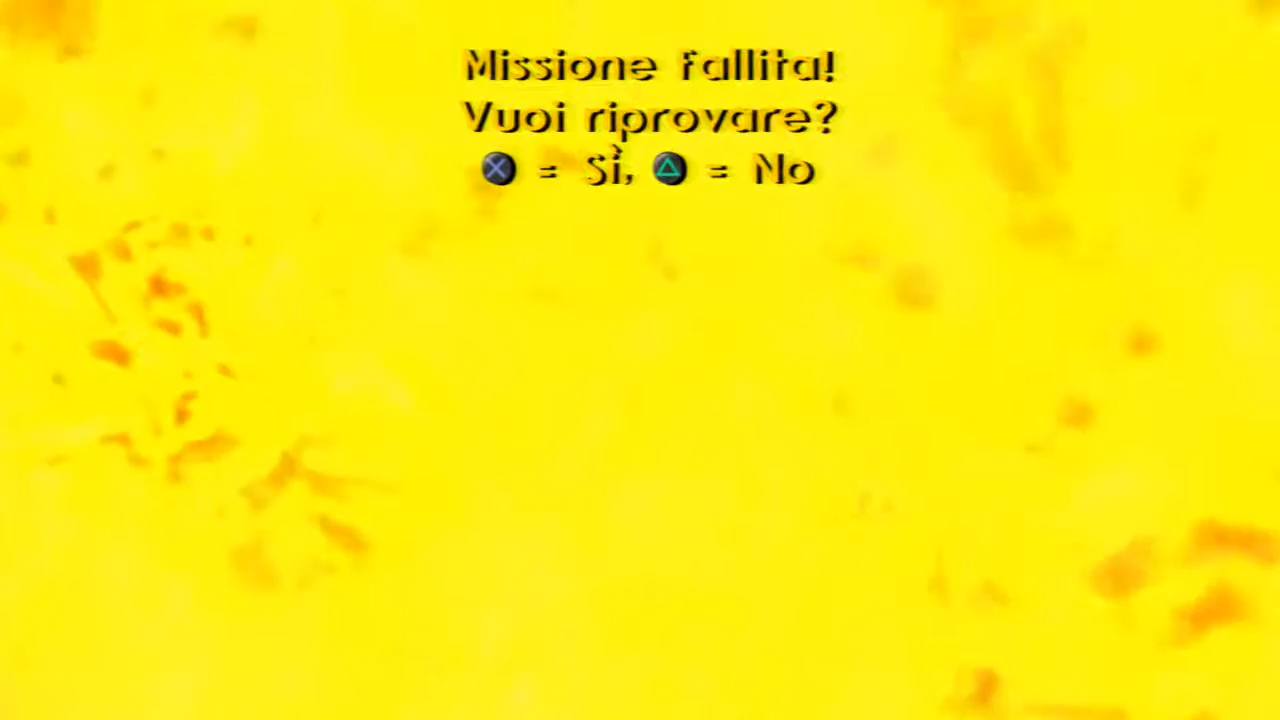 Missione fallita!
Vuoi riprovare?
= Sì, = No